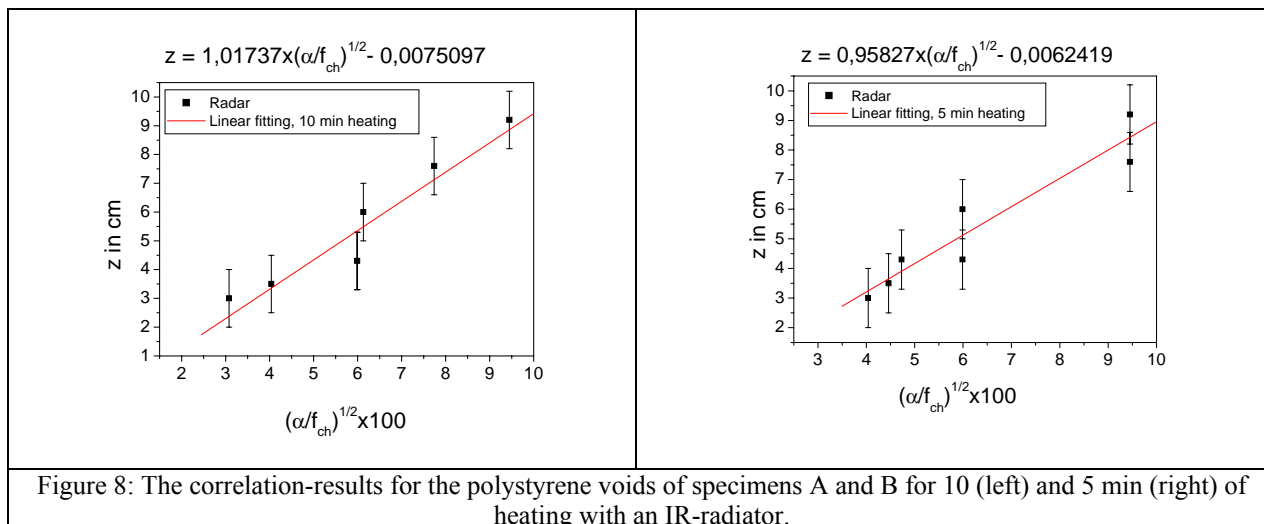 z = 1,01737x(α/f_ch)^1/2 - 0,0075097
Radar
Linear fitting, 10 min heating
10
9
8
7
6
5
4
3
2
1
z in cm
2 3 4 5 6 7 8 9 10
(α/f_ch)^1/2 x100
z = 0,95827x(α/f_ch)^1/2 - 0,0062419
Radar
Linear fitting, 5 min heating
10
9
8
7
6
5
4
3
2
z in cm
3 4 5 6 7 8 9 10
(α/f_ch)^1/2 x100
Figure 8: The correlation-results for the polystyrene voids of specimens A and B for 10 (left) and 5 min (right) of
heating with an IR-radiator.